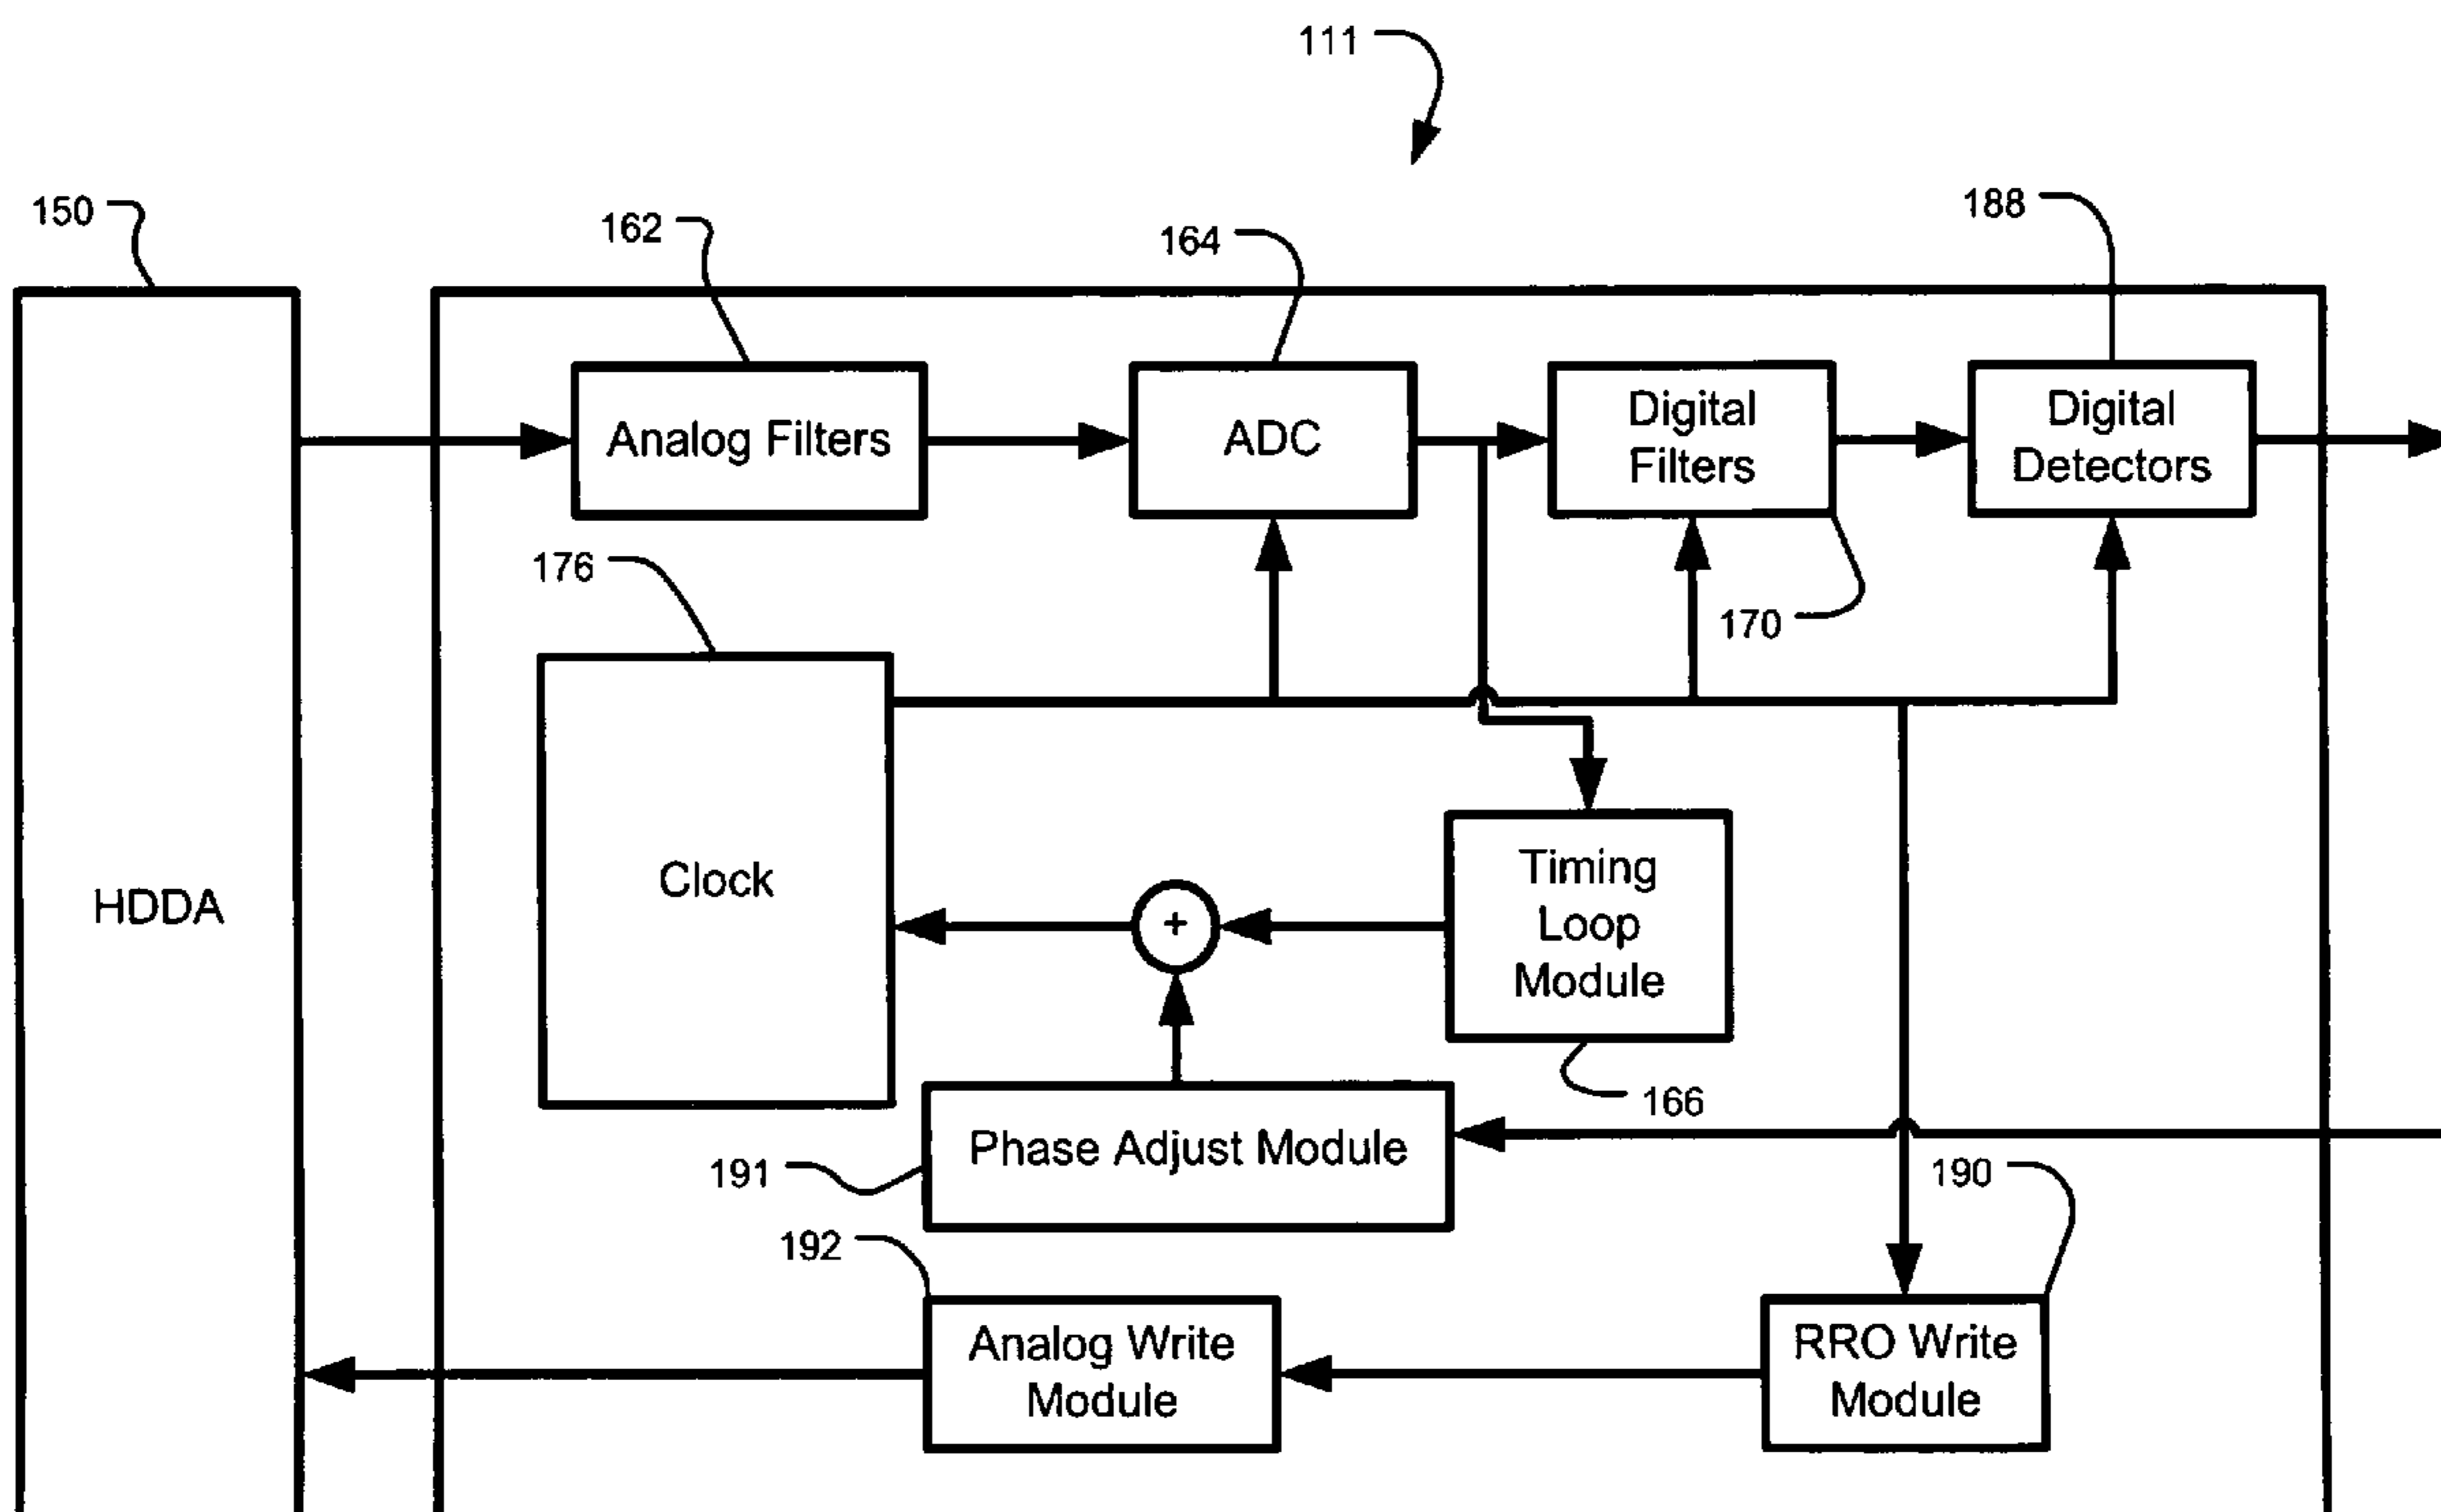 111
150
162
164
188
Analog Filters
ADC
Digital
Filters
Digital
Detectors
176
170
Clock
HDDA
+
Timing
Loop
Module
166
Phase Adjust Module
191
190
192
Analog Write
Module
RRO Write
Module